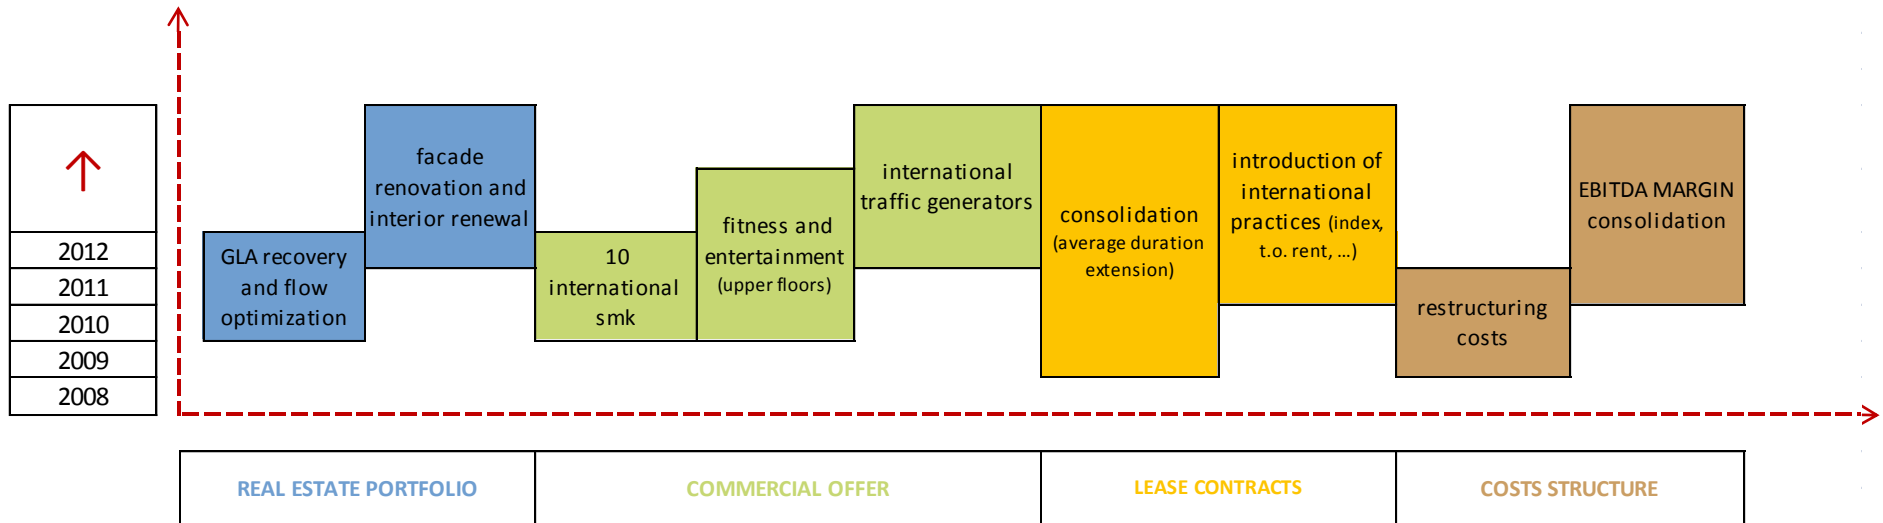 2012
2011
2010
2009
2008
GLA recovery
and flow
optimization
facade
renovation and
interior renewal
10
international
smk
fitness and
entertainment
(upper floors)
international
traffic generators
consolidation
(average duration
extension)
introduction of
international
practices (index,
t.o. rent, ...)
restructuring
costs
EBITDA MARGIN
consolidation
REAL ESTATE PORTFOLIO
COMMERCIAL OFFER
LEASE CONTRACTS
COSTS STRUCTURE